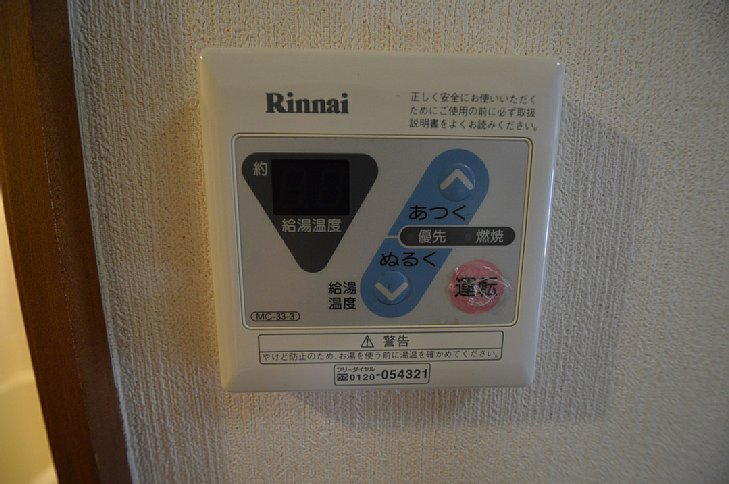 Rinnai
正しく安全にお使いいただく
ためにご使用の前に必ず取扱
説明書をよくお読みください。
約
給湯温度
あつく
優先 燃焼
ぬるく
給湯
温度
運転
MC-33-3
警告
やけど防止のため、お湯を使う前に湯温を確かめてください。
フリーダイヤル
0120-054321